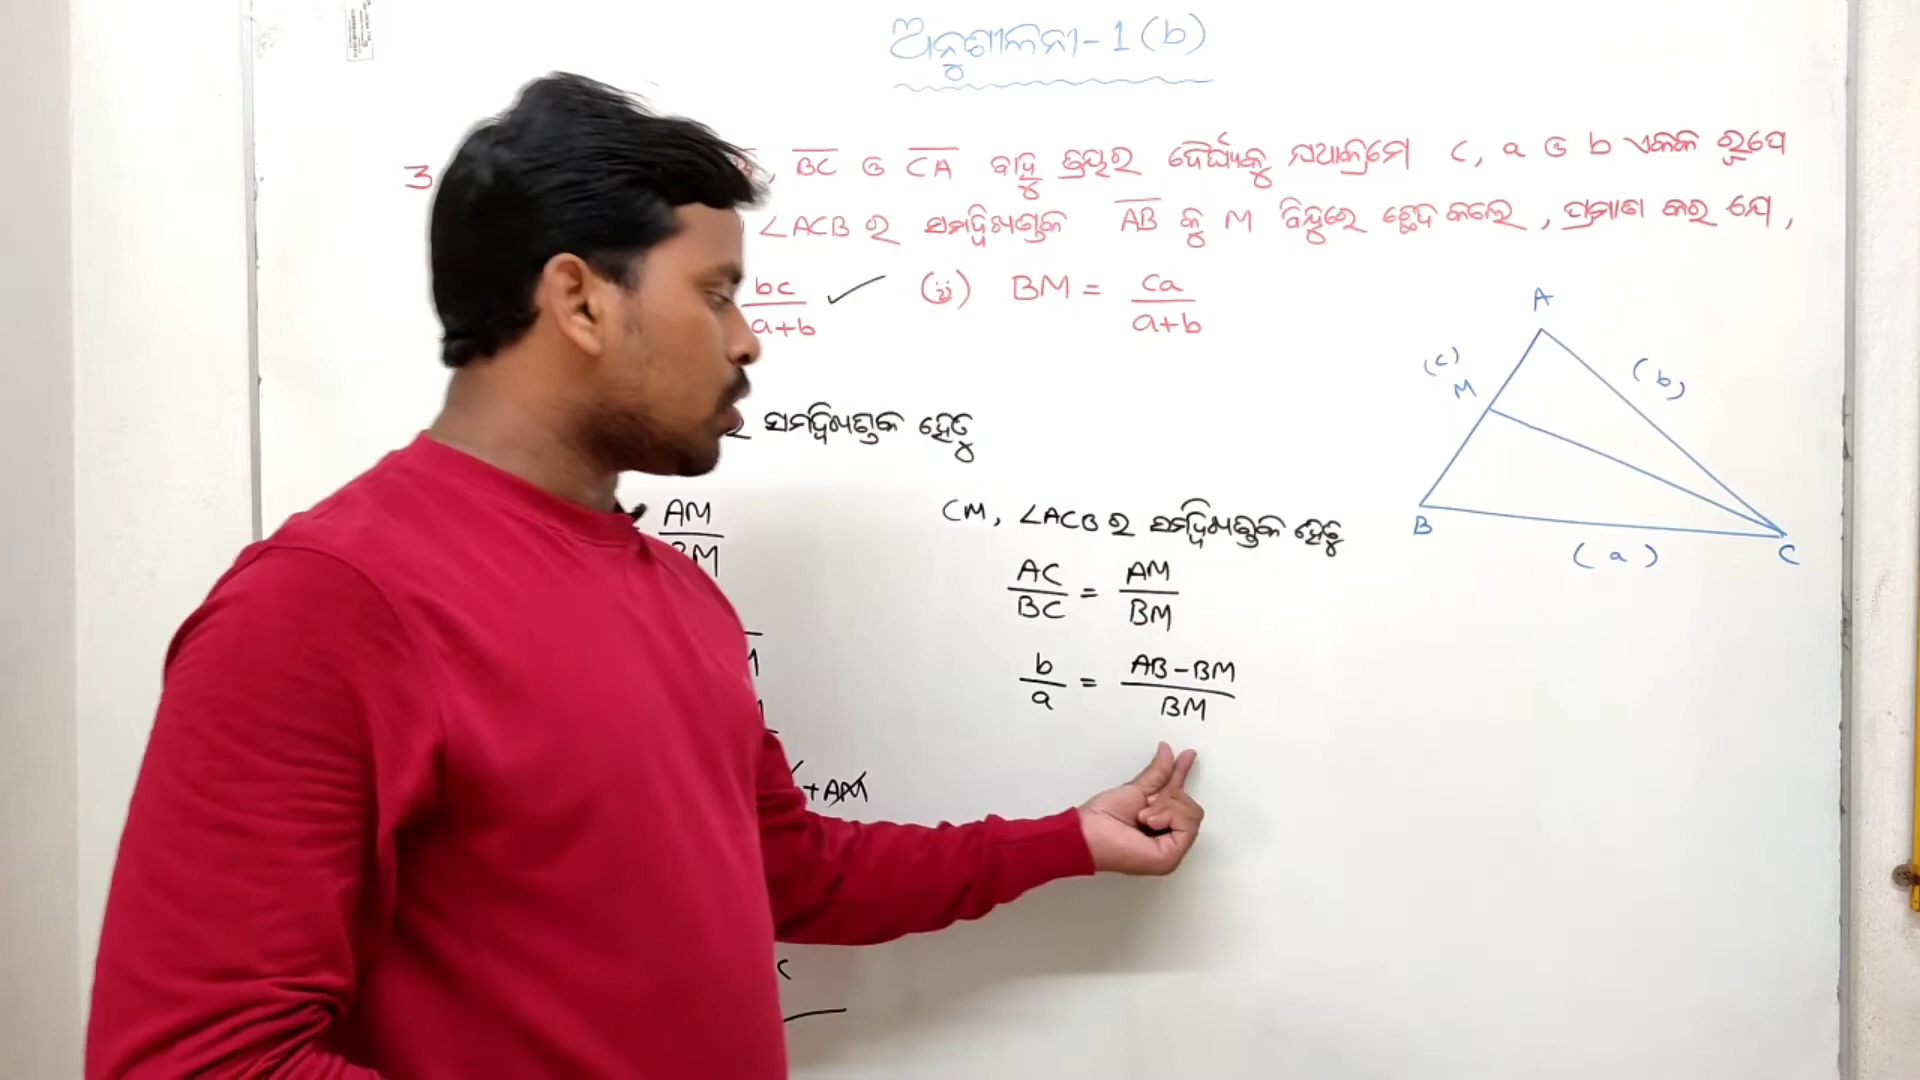 ଅନୁଶୀଳନୀ-1(b)
3
, BC ଓ CA ବାହୁ ତ୍ରୟର ଦୈର୍ଘ୍ୟକୁ ଯଥାକ୍ରମେ c, a ଓ b ଏକକ ରୂପେ
∠ACB ର ସମଦ୍ୱିଖଣ୍ଡକ AB କୁ M ବିନ୍ଦୁରେ ଛେଦ କଲେ, ପ୍ରମାଣ କର ଯେ,
bc/a+b ✓ (ii) BM = ca/a+b
ର ସମଦ୍ୱିଖଣ୍ଡକ ହେତୁ
AM/BM
+AM
c
CM, ∠ACB ର ସମଦ୍ୱିଖଣ୍ଡକ ହେତୁ
AC/BC = AM/BM
b/a = AB-BM/BM
A
(c)
M
(b)
B
(a)
C